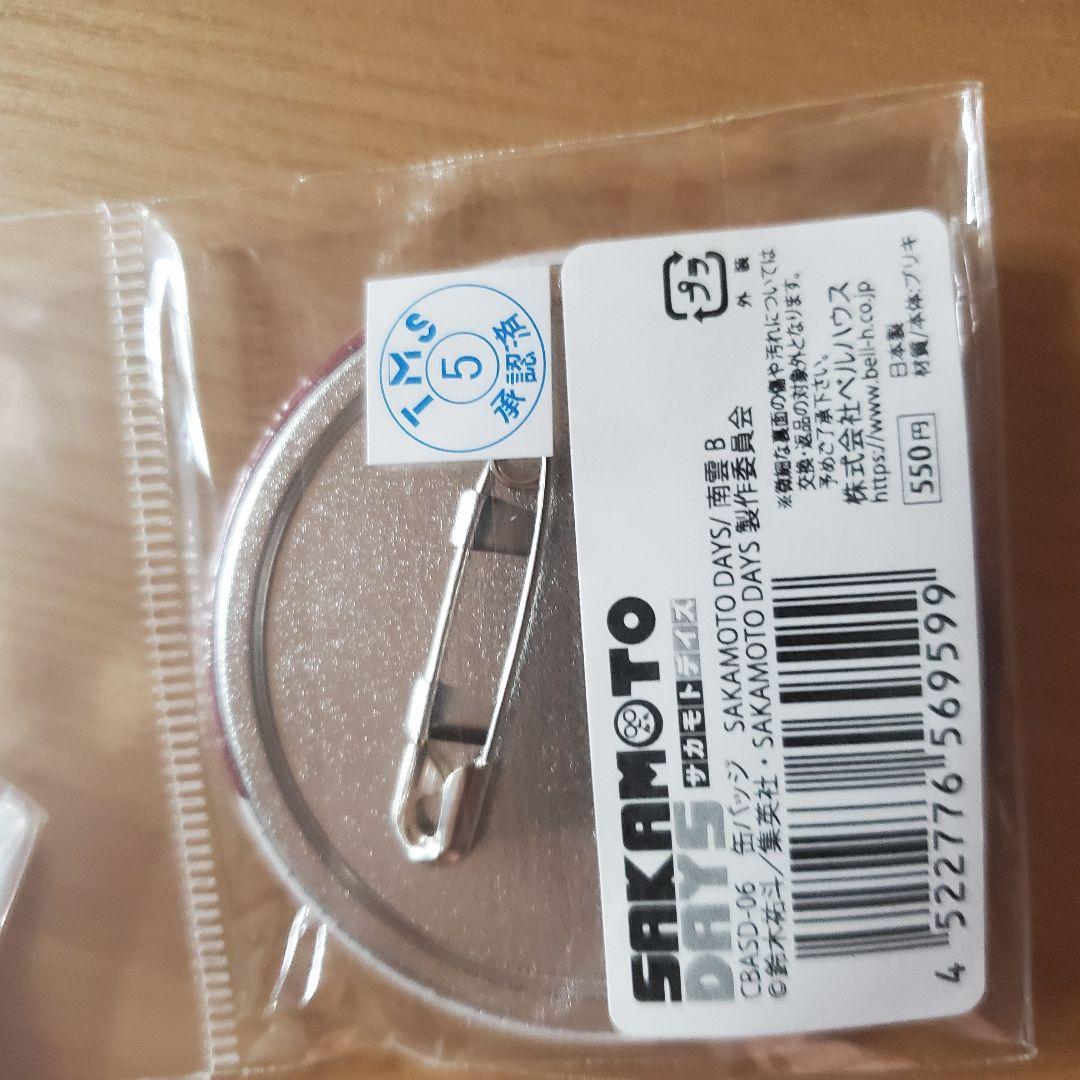 TMS
5
承認済
SAKAMOTO
DAYS サカモトデイズ
CBASD-06 缶バッジ SAKAMOTO DAYS/ 南雲 B
©鈴木祐斗／集英社・SAKAMOTO DAYS 製作委員会
4 522776 569599
プラ
外装
※微細な裏面の傷や汚れについては
交換・返品の対象外となります。
予めご了承下さい。
株式会社ベルハウス
https://www.bell-h.co.jp
550円
日本製
材質/本体:ブリキ